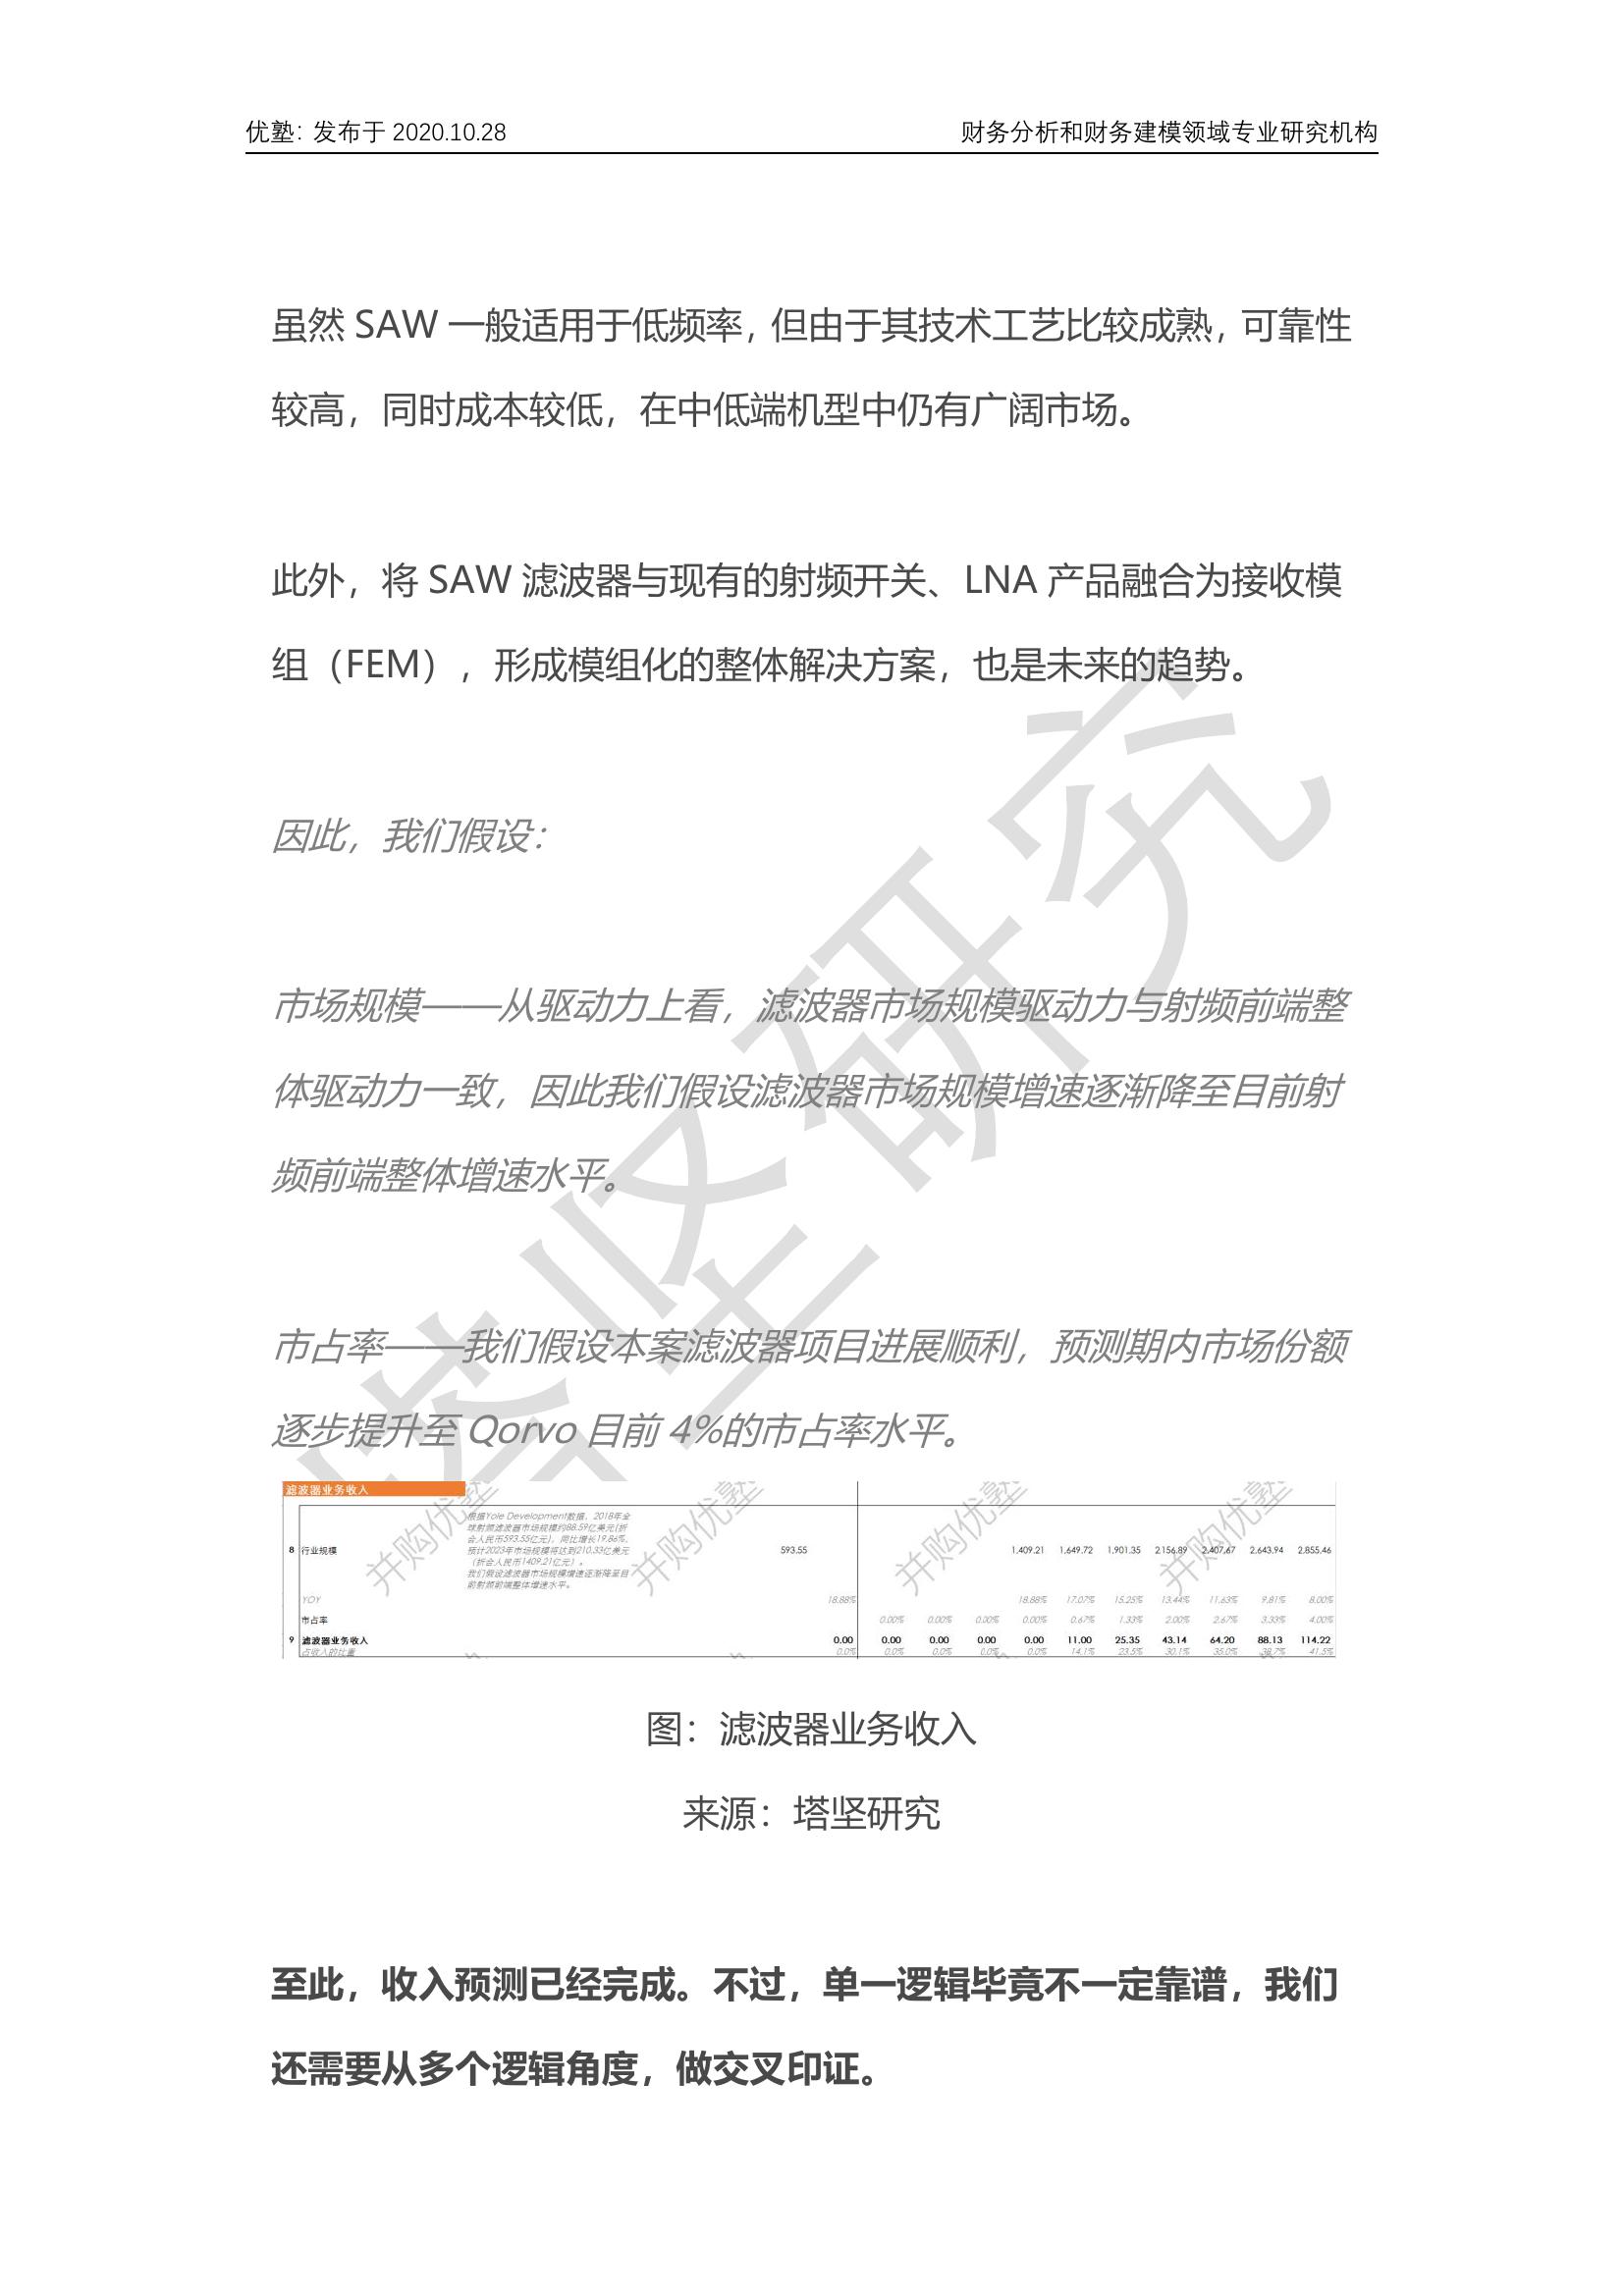 优塾：发布于 2020.10.28 财务分析和财务建模领域专业研究机构
虽然 SAW 一般适用于低频率，但由于其技术工艺比较成熟，可靠性
较高，同时成本较低，在中低端机型中仍有广阔市场。
此外，将 SAW 滤波器与现有的射频开关、LNA 产品融合为接收模
组（FEM），形成模组化的整体解决方案，也是未来的趋势。
因此，我们假设：
市场规模——从驱动力上看，滤波器市场规模驱动力与射频前端整
体驱动力一致，因此我们假设滤波器市场规模增速逐渐降至目前射
频前端整体增速水平。
市占率——我们假设本案滤波器项目进展顺利，预测期内市场份额
逐步提升至 Qorvo 目前 4%的市占率水平。
滤波器业务收入
根据Yole Development数据，2018年全
球射频滤波器市场规模约88.59亿美元(折
合人民币593.55亿元)，同比增长19.86%，
预计2023年市场规模将达到210.33亿美元
（折合人民币1409.21亿元）。
我们假设滤波器市场规模增速逐渐降至目
前射频前端整体增速水平。
8 行业规模 593.55 1,409.21 1,649.72 1,901.35 2156.89 2,407.67 2,643.94 2,855.46
YOY 18.88% 18.88% 17.07% 15.25% 13.44% 11.63% 9.81% 8.00%
市占率 0.00% 0.00% 0.00% 0.00% 0.67% 1.33% 2.00% 2.67% 3.33% 4.00%
9 滤波器业务收入 0.00 0.00 0.00 0.00 0.00 11.00 25.35 43.14 64.20 88.13 114.22
占收入的比重 0.0% 0.0% 0.0% 0.0% 0.0% 14.1% 23.5% 30.1% 35.0% 38.7% 41.5%
并购优塾 并购优塾 并购优塾 并购优塾
图：滤波器业务收入
来源：塔坚研究
至此，收入预测已经完成。不过，单一逻辑毕竟不一定靠谱，我们
还需要从多个逻辑角度，做交叉印证。
塔坚研究